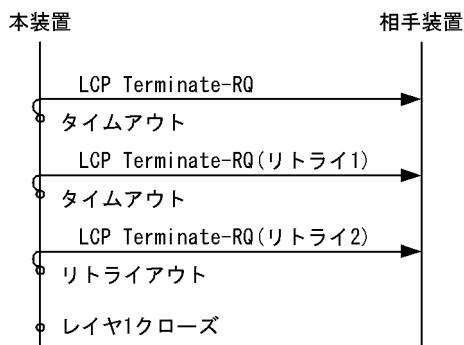 本装置 相手装置
LCP Terminate-RQ
タイムアウト
LCP Terminate-RQ(リトライ1)
タイムアウト
LCP Terminate-RQ(リトライ2)
リトライアウト
レイヤ1クローズ